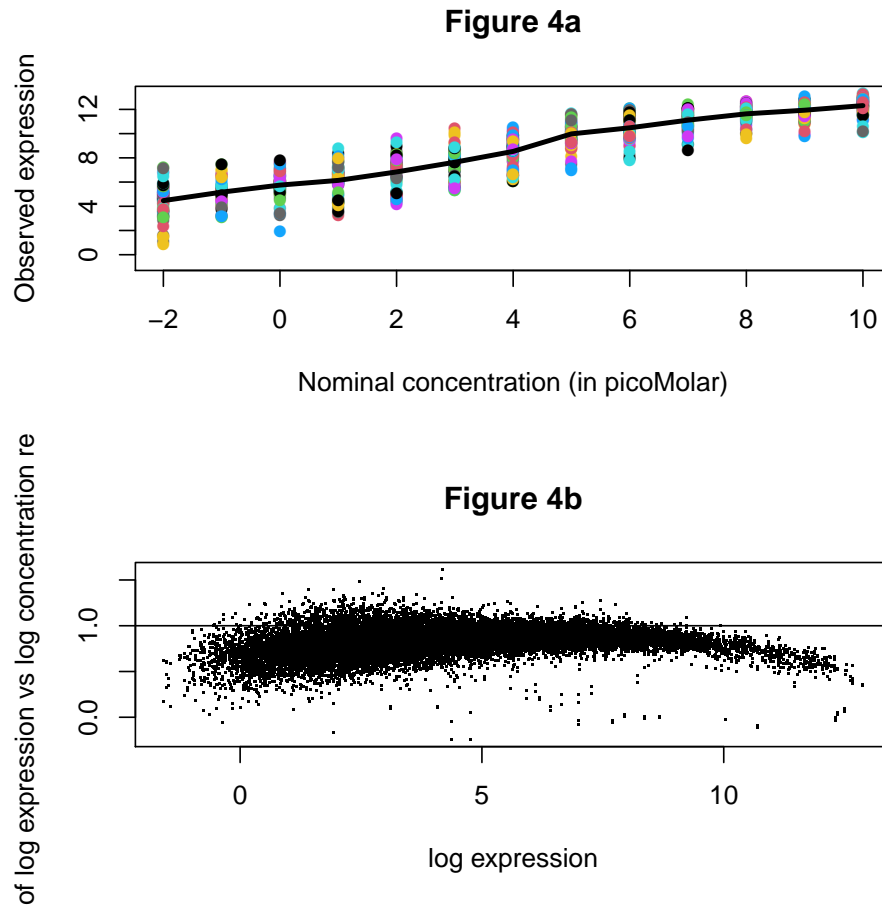 Figure 4a
Observed expression
0 4 8 12
−2 0 2 4 6 8 10
Nominal concentration (in picoMolar)
Figure 4b
of log expression vs log concentration re
0.0 1.0
0 5 10
log expression